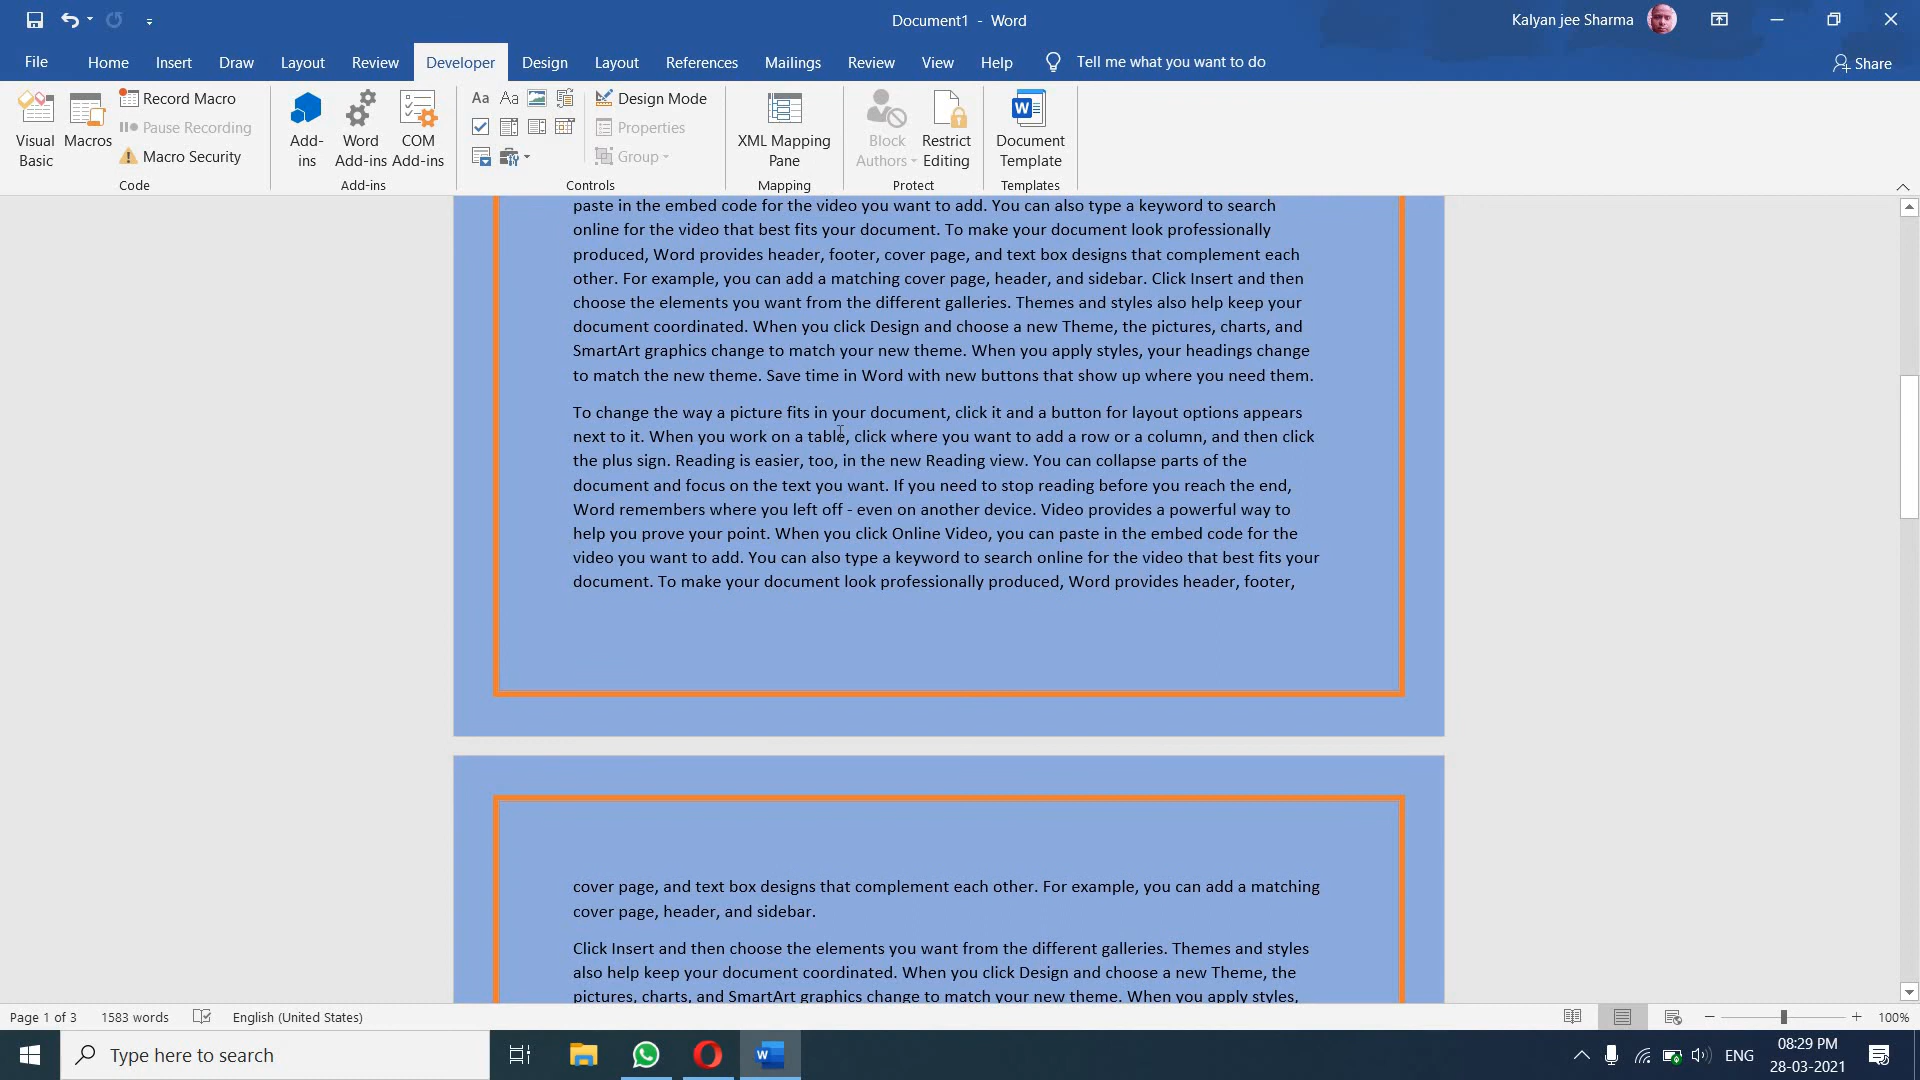 Document1 - Word
Kalyan jee Sharma
File Home Insert Draw Layout Review Developer Design Layout References Mailings Review View Help Tell me what you want to do Share
Visual Basic
Macros
Record Macro
Pause Recording
Macro Security
Code
Add-ins
Word Add-ins
COM Add-ins
Add-ins
Aa Aa
Design Mode
Properties
Group
Controls
XML Mapping Pane
Mapping
Block Authors
Restrict Editing
Protect
Document Template
Templates
paste in the embed code for the video you want to add. You can also type a keyword to search
online for the video that best fits your document. To make your document look professionally
produced, Word provides header, footer, cover page, and text box designs that complement each
other. For example, you can add a matching cover page, header, and sidebar. Click Insert and then
choose the elements you want from the different galleries. Themes and styles also help keep your
document coordinated. When you click Design and choose a new Theme, the pictures, charts, and
SmartArt graphics change to match your new theme. When you apply styles, your headings change
to match the new theme. Save time in Word with new buttons that show up where you need them.
To change the way a picture fits in your document, click it and a button for layout options appears
next to it. When you work on a table, click where you want to add a row or a column, and then click
the plus sign. Reading is easier, too, in the new Reading view. You can collapse parts of the
document and focus on the text you want. If you need to stop reading before you reach the end,
Word remembers where you left off - even on another device. Video provides a powerful way to
help you prove your point. When you click Online Video, you can paste in the embed code for the
video you want to add. You can also type a keyword to search online for the video that best fits your
document. To make your document look professionally produced, Word provides header, footer,
cover page, and text box designs that complement each other. For example, you can add a matching
cover page, header, and sidebar.
Click Insert and then choose the elements you want from the different galleries. Themes and styles
also help keep your document coordinated. When you click Design and choose a new Theme, the
pictures, charts, and SmartArt graphics change to match your new theme. When you apply styles,
Page 1 of 3 1583 words English (United States) 100%
Type here to search
W
ENG
08:29 PM
28-03-2021